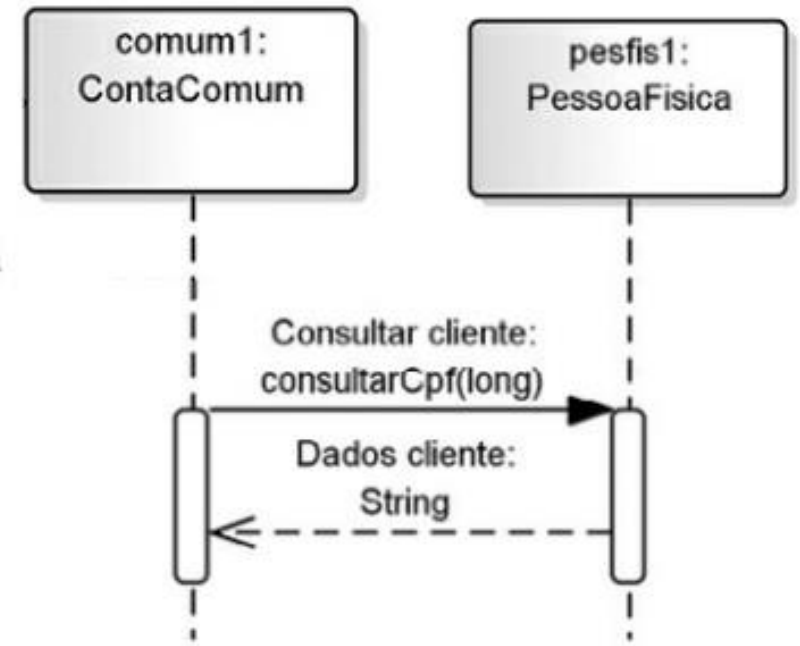 comum1:
ContaComum
pesfis1:
PessoaFisica
Consultar cliente:
consultarCpf(long)
Dados cliente:
String